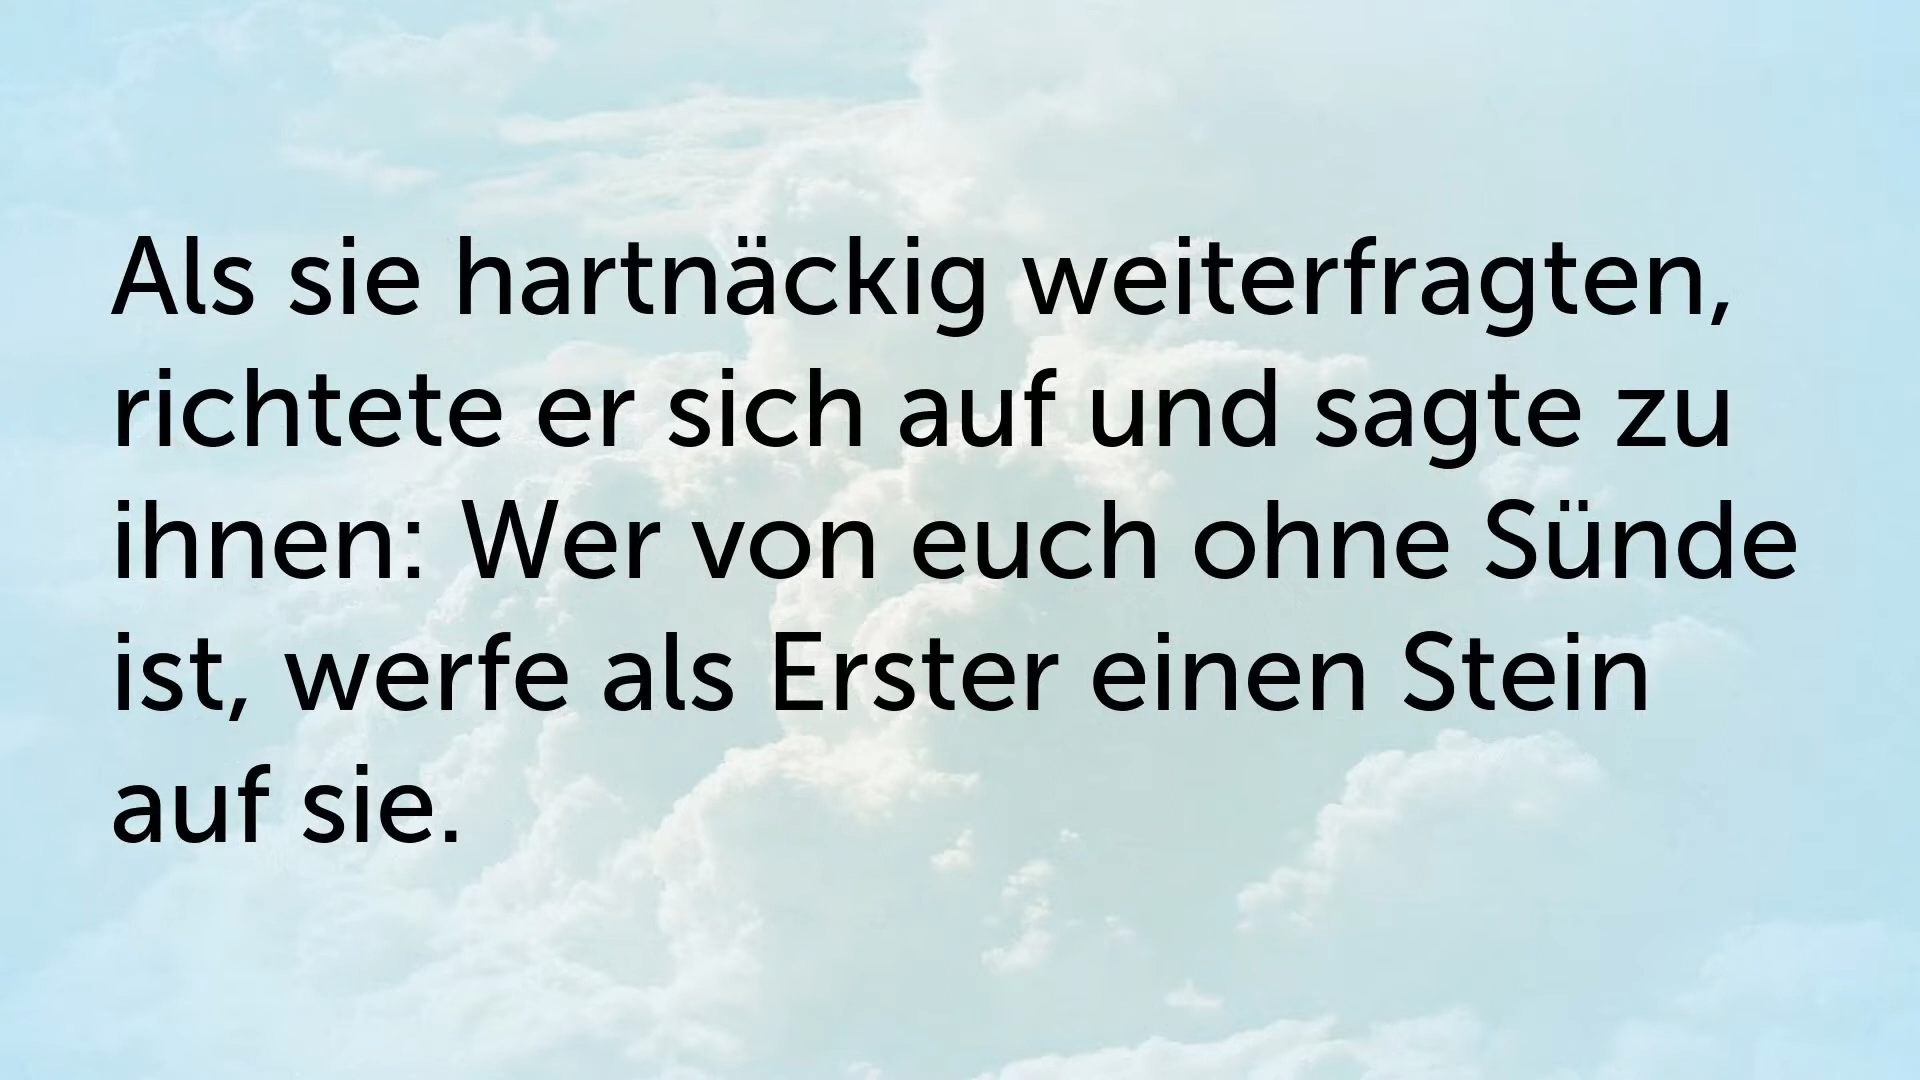 Als sie hartnäckig weiterfragten,
richtete er sich auf und sagte zu
ihnen: Wer von euch ohne Sünde
ist, werfe als Erster einen Stein
auf sie.